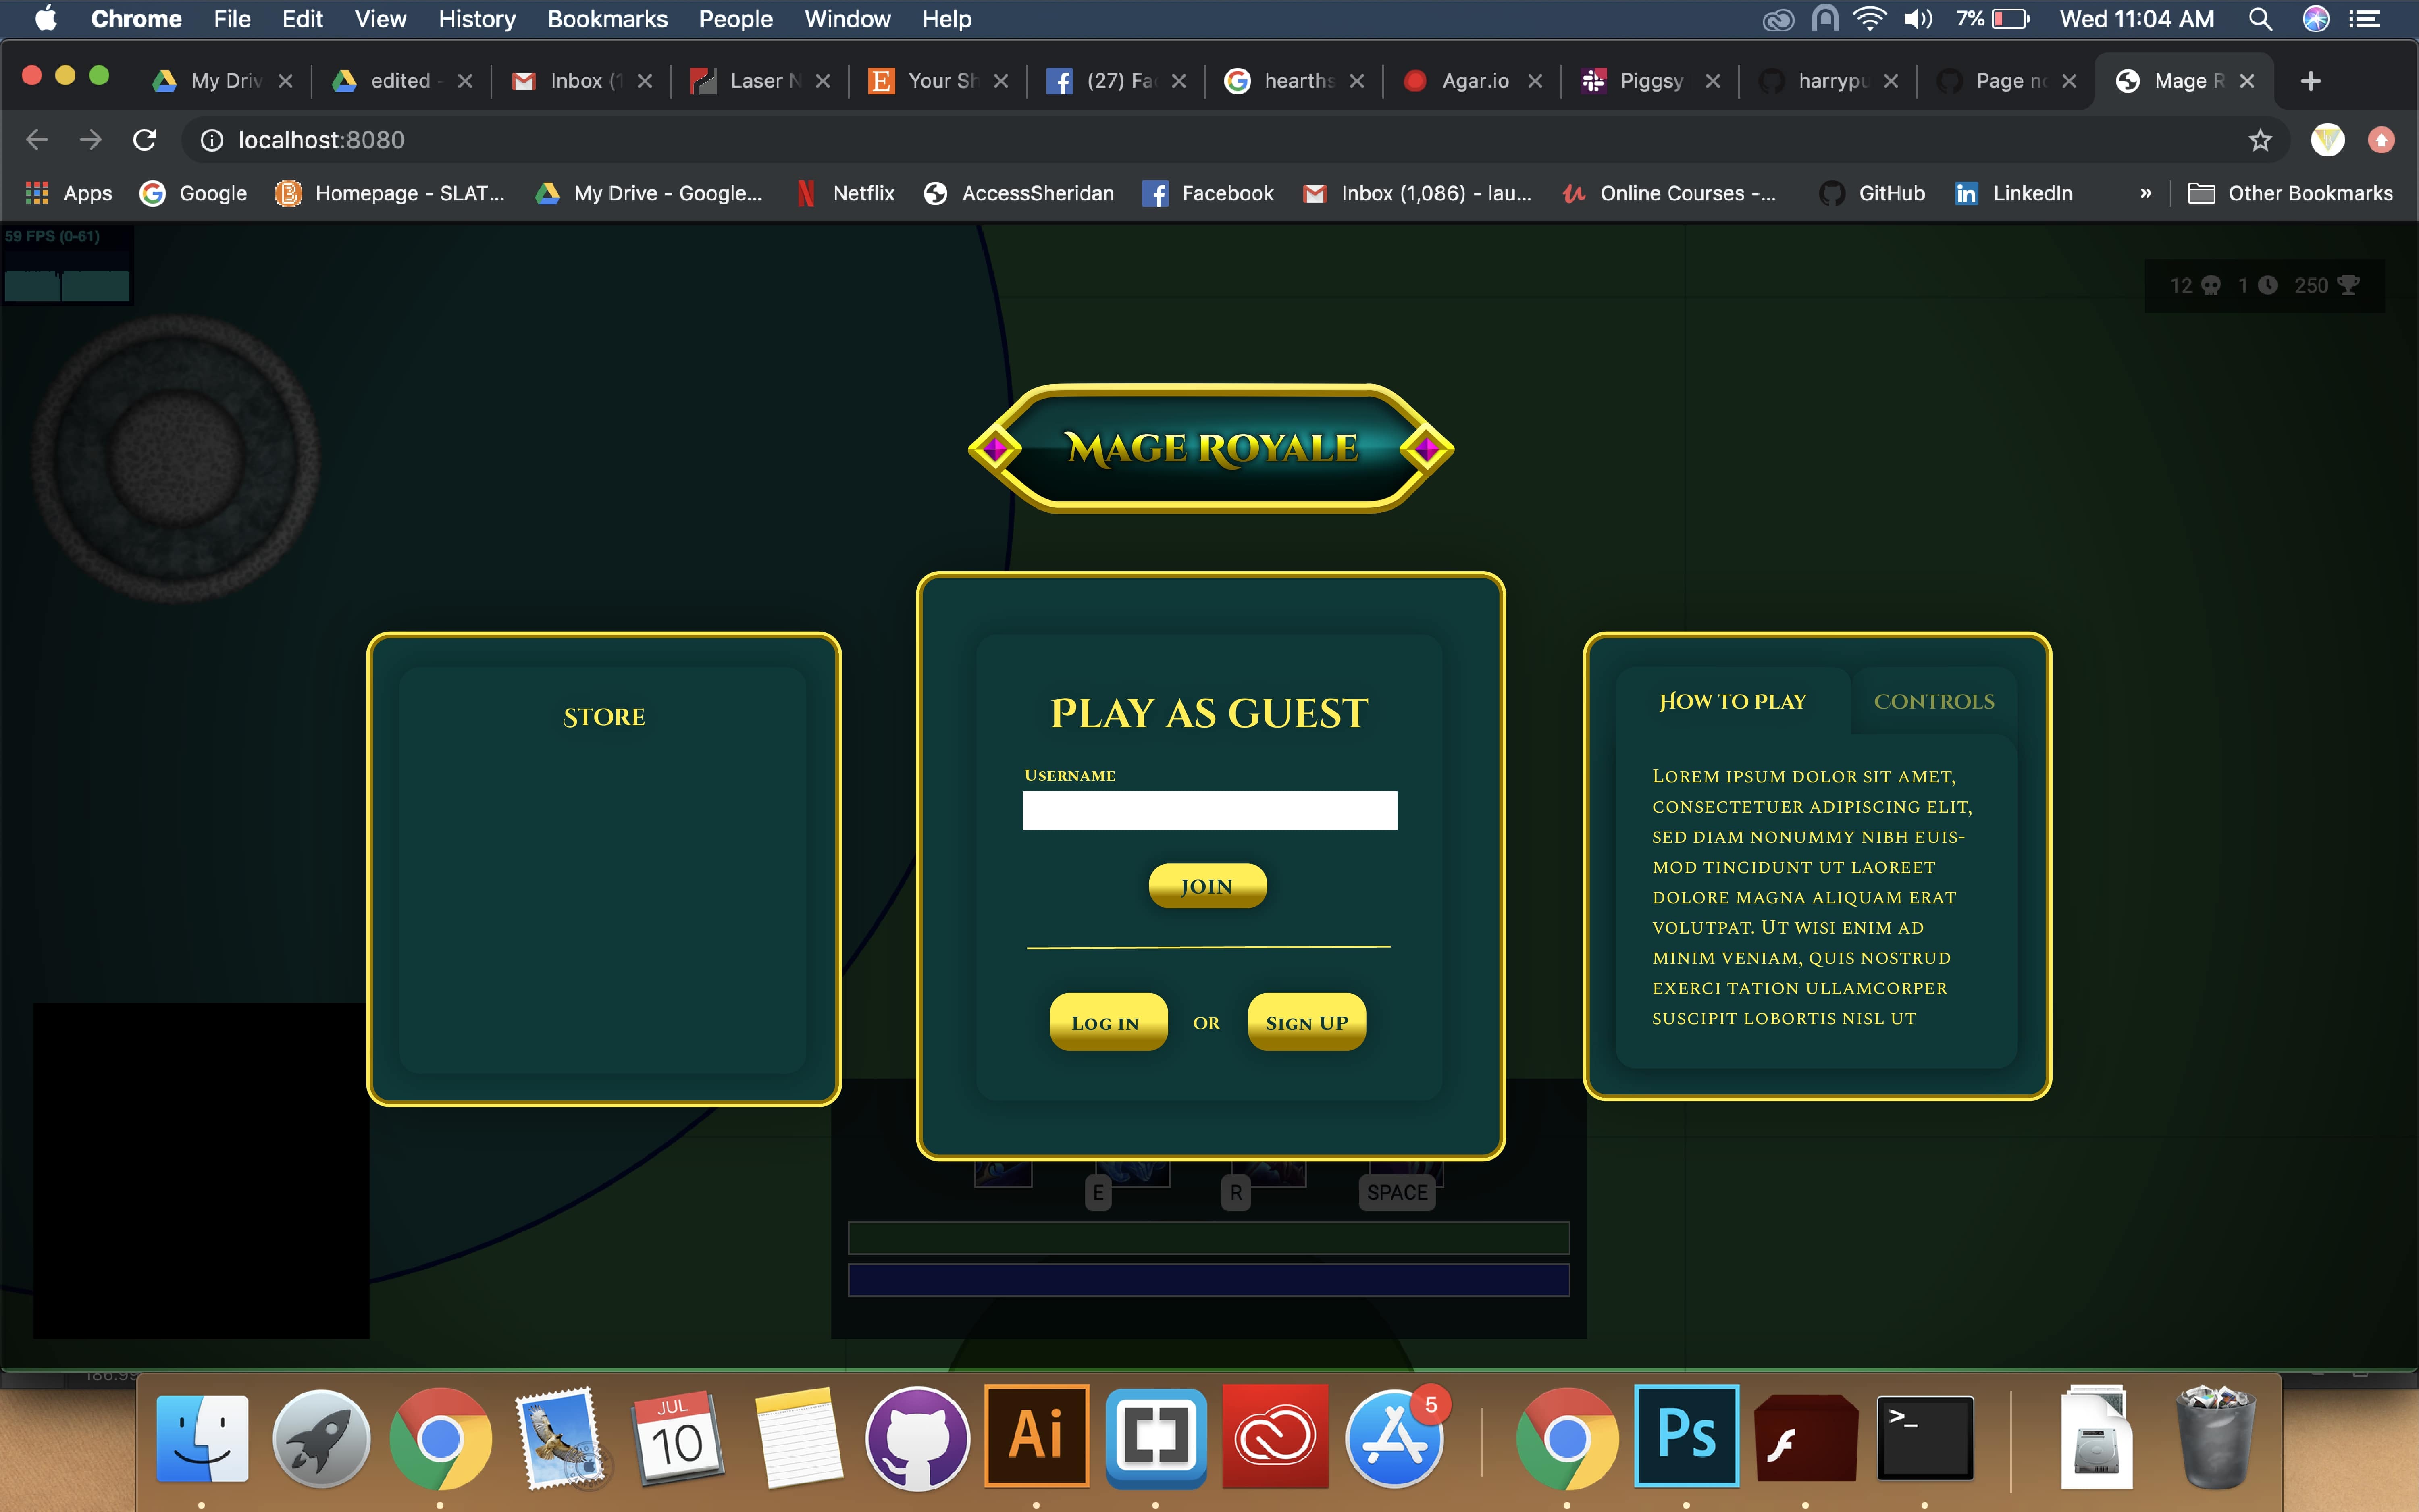 Chrome File Edit View History Bookmarks People Window Help 7% Wed 11:04 AM
My Driv edited - Inbox (1 Laser N Your Sh (27) Fac hearths Agar.io Piggsy harrypu Page no Mage R
localhost:8080
Apps Google Homepage - SLAT... My Drive - Google... Netflix AccessSheridan Facebook Inbox (1,086) - lau... Online Courses -... GitHub LinkedIn » Other Bookmarks
59 FPS (0-61)
12 1 250
Mage Royale
Store
Play as guest
Username
Join
Log in or Sign up
How to play Controls
Lorem ipsum dolor sit amet,
consectetuer adipiscing elit,
sed diam nonummy nibh euis-
mod tincidunt ut laoreet
dolore magna aliquam erat
volutpat. Ut wisi enim ad
minim veniam, quis nostrud
exerci tation ullamcorper
suscipit lobortis nisl ut
E R SPACE
JUL
10
Ai
5
Ps
>_